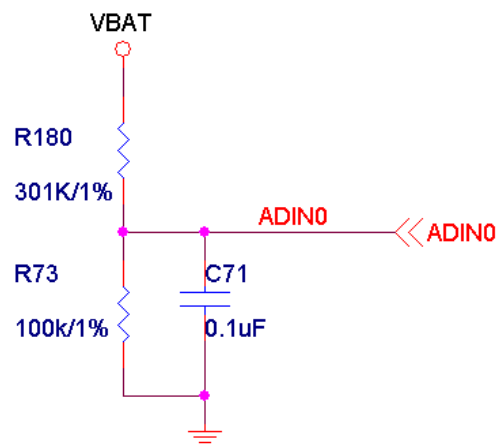 VBAT
R180
301K/1%
ADIN0
ADIN0
R73
C71
100k/1%
0.1uF